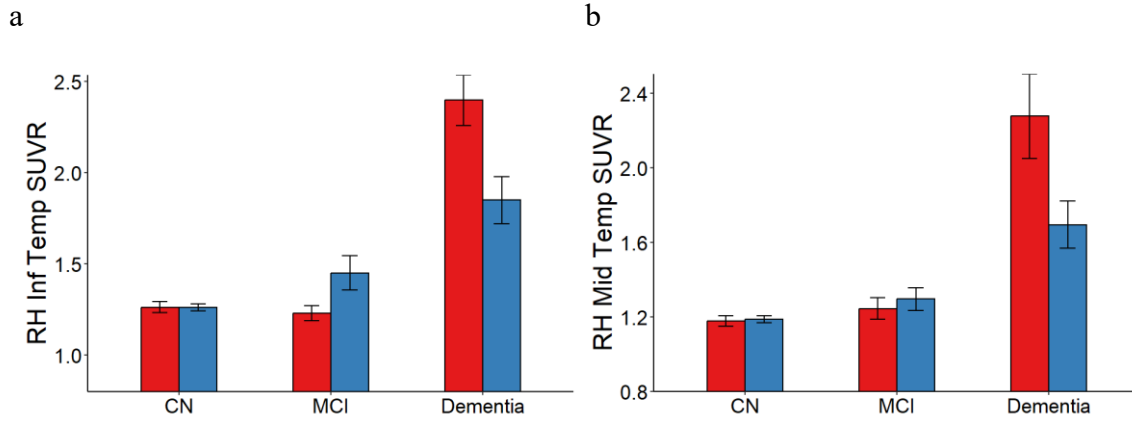 a
RH Inf Temp SUVR
2.5
2.0
1.5
1.0
CN
MCI
Dementia
b
RH Mid Temp SUVR
2.4
2.0
1.6
1.2
0.8
CN
MCI
Dementia